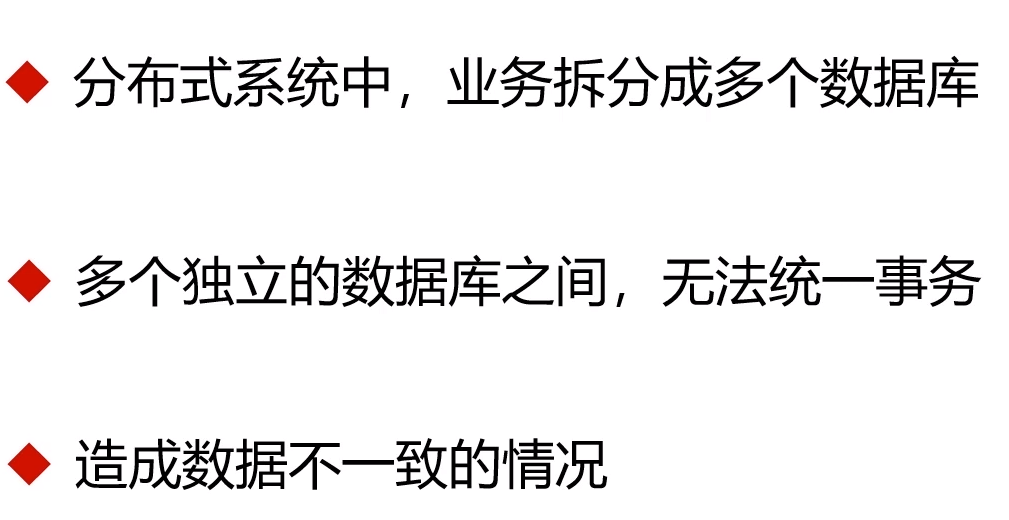 分布式系统中，业务拆分成多个数据库
多个独立的数据库之间，无法统一事务
造成数据不一致的情况